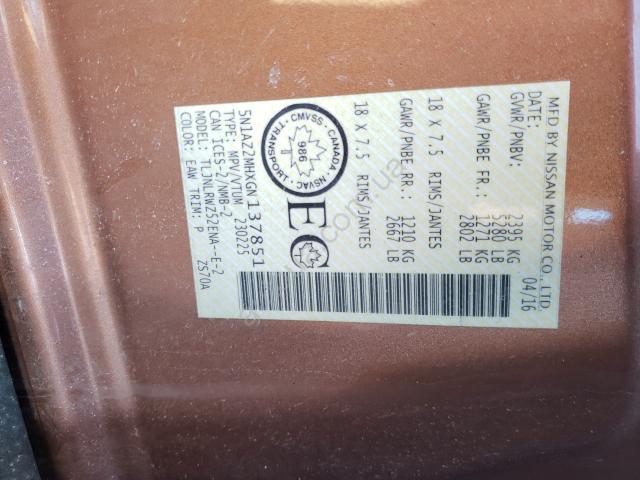 MFD BY NISSAN MOTOR CO., LTD
DATE: 04/16
GVWR/PNBV: 2395 KG
5280 LB
GAWR/PNBE FR.: 1271 KG
2802 LB
18 X 7.5 RIMS/JANTES
GAWR/PNBE RR.: 1210 KG
2667 LB
18 X 7.5 RIMS/JANTES
CMVSS · CANADA · NSVAC
TRANSPORT
986
EC
5N1AZ2MHXGN137851
TYPE: MPV/VTUM 230225
CAN ICES-2/NMB-2
MODEL: TLJNLRWZ52ENA--E-2
COLOR: EAW TRIM: P ZS70A